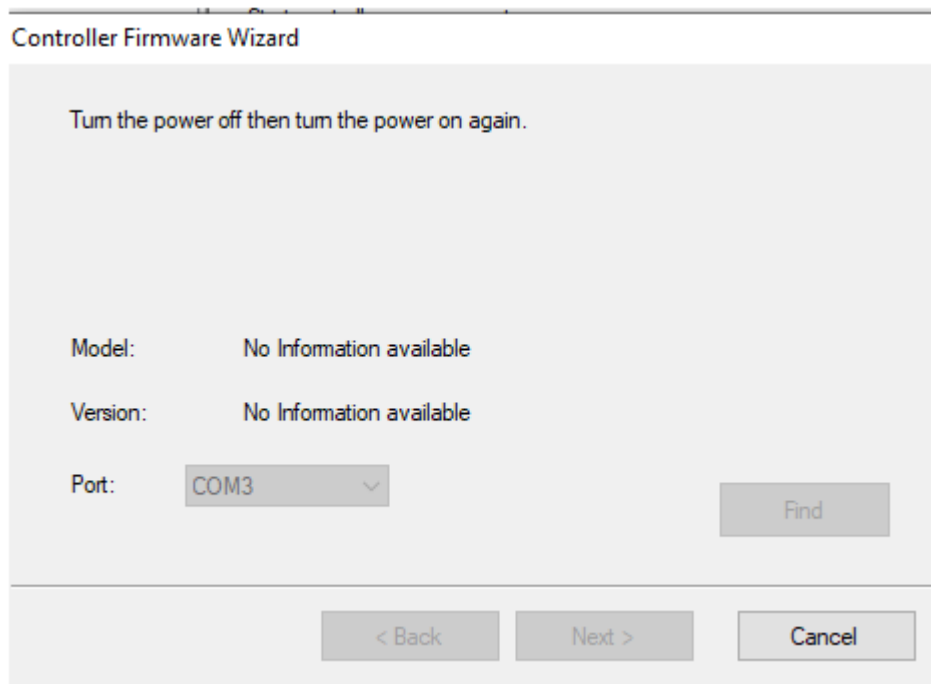 Controller Firmware Wizard
Turn the power off then turn the power on again.
Model: No Information available
Version: No Information available
Port: COM3
Find
< Back Next > Cancel